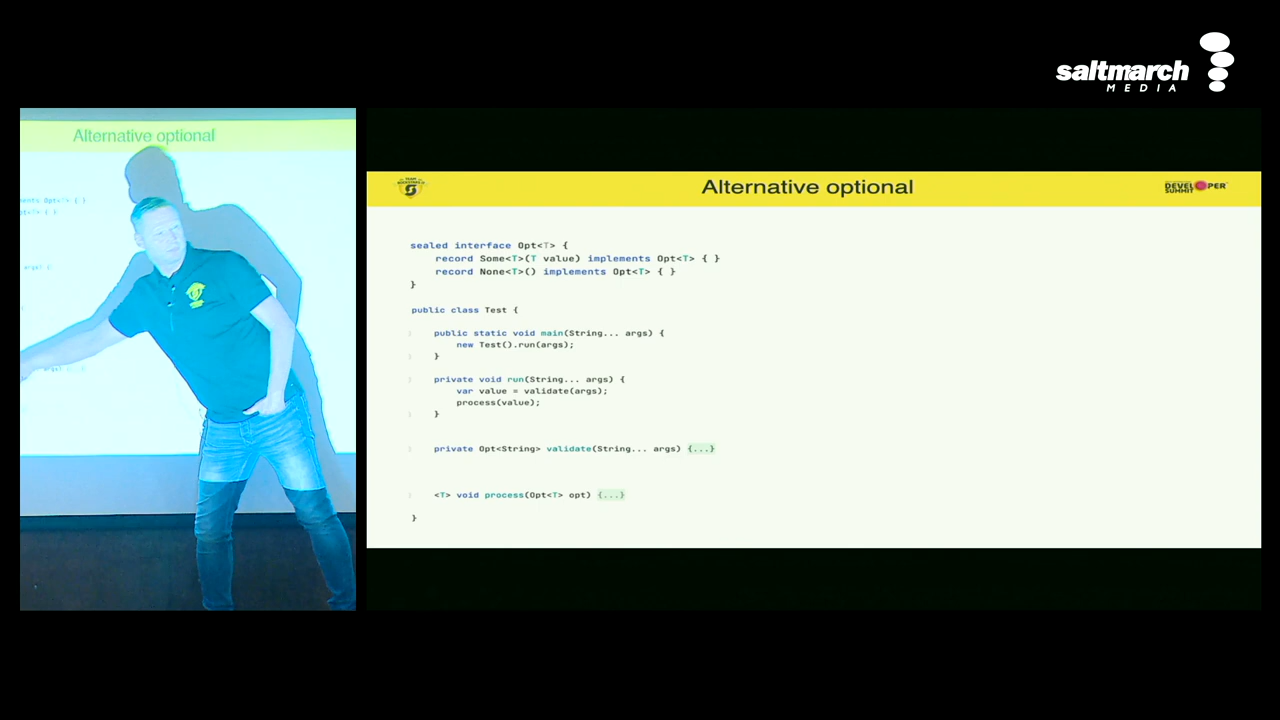 saltmarch
MEDIA
Alternative optional
Alternative optional
DEVELOPER
SUMMIT
sealed interface Opt<T> {
record Some<T>(T value) implements Opt<T> { }
record None<T>() implements Opt<T> { }
}
public class Test {
public static void main(String... args) {
new Test().run(args);
}
private void run(String... args) {
var value = validate(args);
process(value);
}
private Opt<String> validate(String... args) {...}
<T> void process(Opt<T> opt) {...}
}